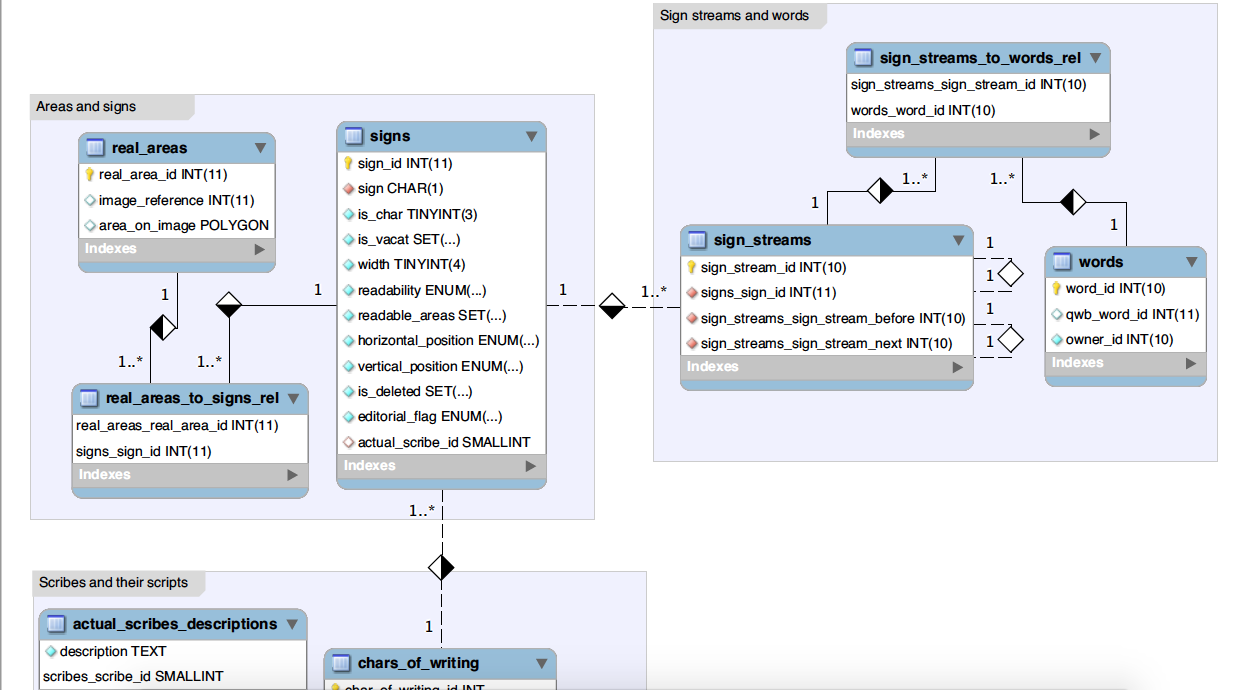 Sign streams and words
sign_streams_to_words_rel
sign_streams_sign_stream_id INT(10)
words_word_id INT(10)
Indexes
1..*
1..*
1
1
sign_streams
sign_stream_id INT(10)
signs_sign_id INT(11)
sign_streams_sign_stream_before INT(10)
sign_streams_sign_stream_next INT(10)
Indexes
1
1
1
1
words
word_id INT(10)
qwb_word_id INT(11)
owner_id INT(10)
Indexes
Areas and signs
real_areas
real_area_id INT(11)
image_reference INT(11)
area_on_image POLYGON
Indexes
1
1..*
1..*
1
real_areas_to_signs_rel
real_areas_real_area_id INT(11)
signs_sign_id INT(11)
Indexes
signs
sign_id INT(11)
sign CHAR(1)
is_char TINYINT(3)
is_vacat SET(...)
width TINYINT(4)
readability ENUM(...)
readable_areas SET(...)
horizontal_position ENUM(...)
vertical_position ENUM(...)
is_deleted SET(...)
editorial_flag ENUM(...)
actual_scribe_id SMALLINT
Indexes
1
1..*
1..*
1
Scribes and their scripts
actual_scribes_descriptions
description TEXT
scribes_scribe_id SMALLINT
chars_of_writing
char_of_writing_id INT